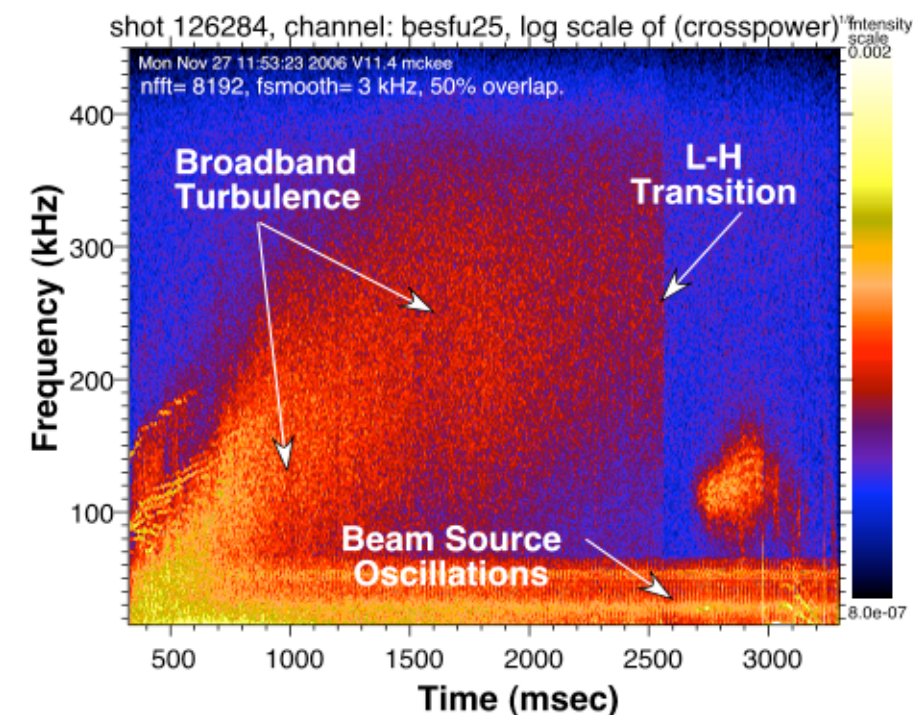 shot 126284, channel: besfu25, log scale of (crosspower)^1/2
Intensity
scale
0.002
Mon Nov 27 11:53:23 2006 V11.4 mckee
nfft= 8192, fsmooth= 3 kHz, 50% overlap.
400
Broadband
Turbulence
L-H
Transition
300
Frequency (kHz)
200
100
Beam Source
Oscillations
8.0e-07
500
1000
1500
2000
2500
3000
Time (msec)